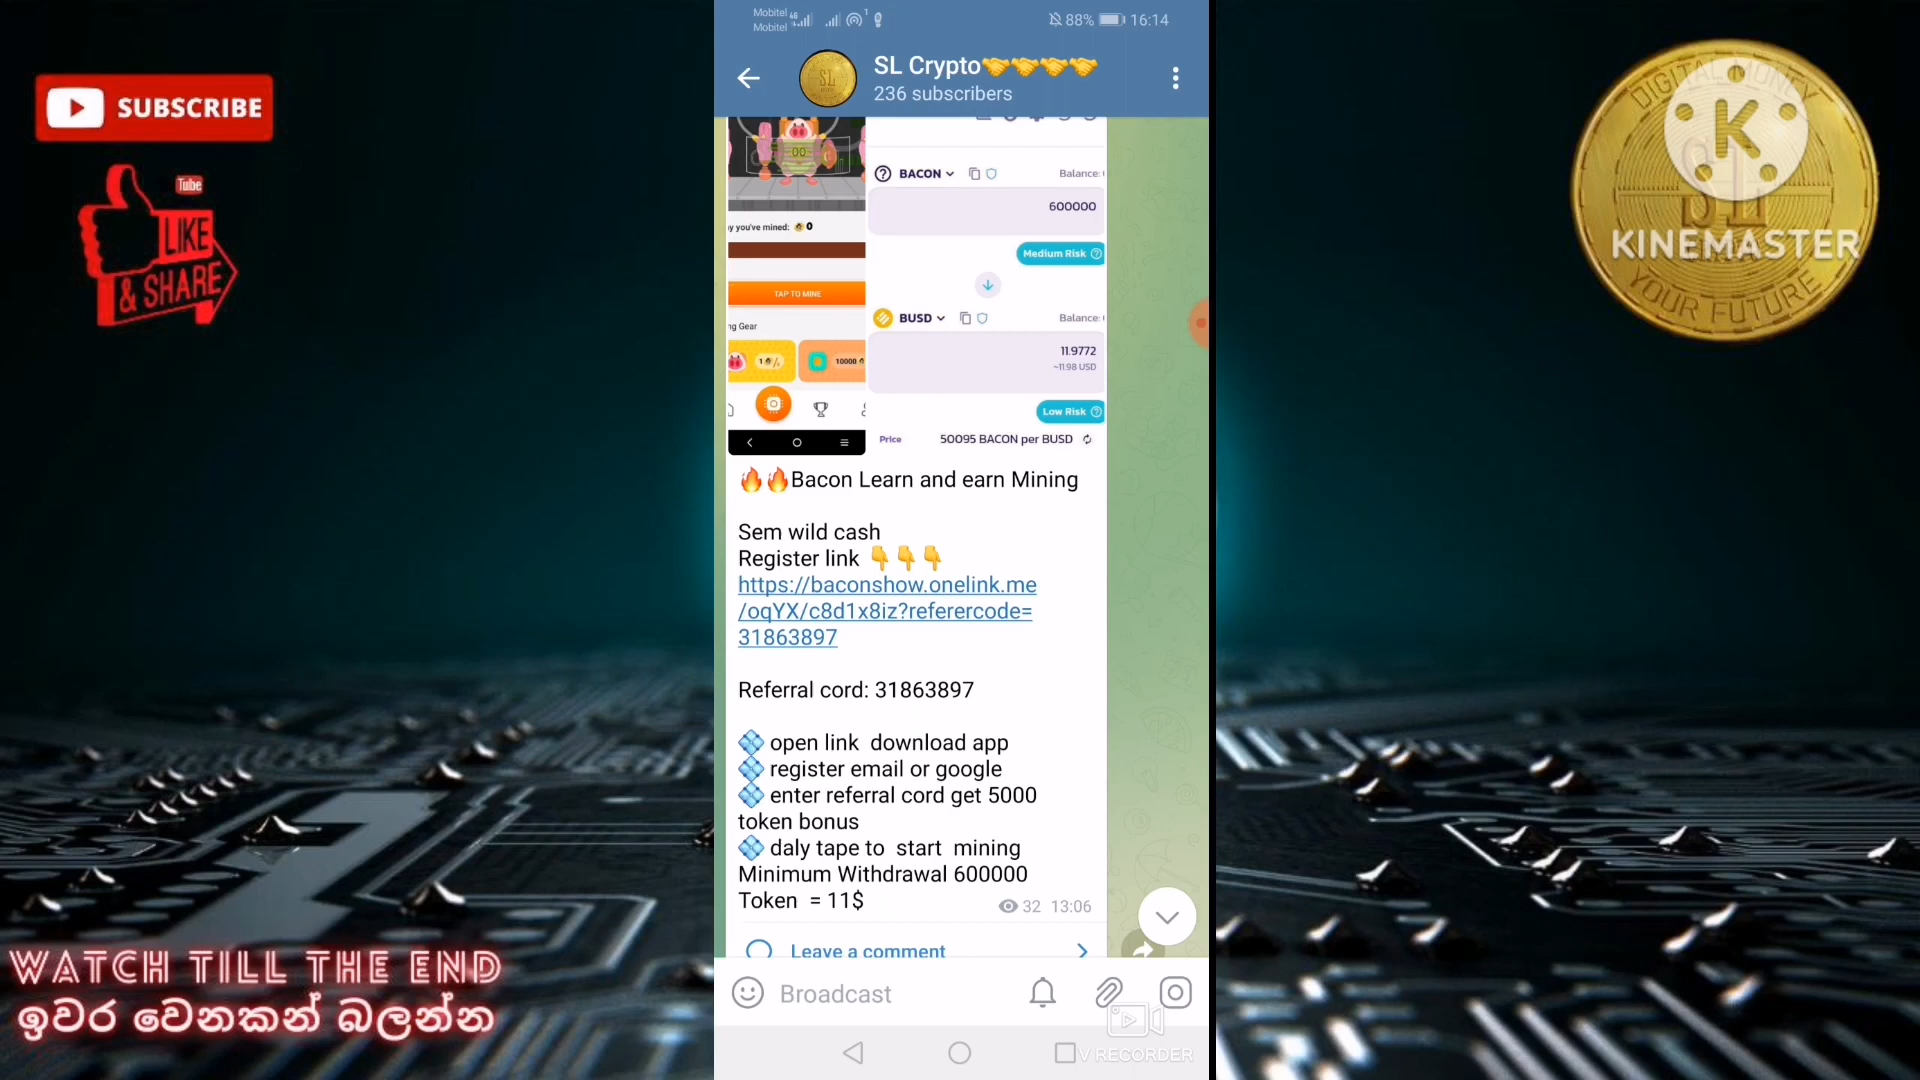 SUBSCRIBE
Tube
LIKE
& SHARE
WATCH TILL THE END
ඉවර වෙනකන් බලන්න
Mobitel 4G
Mobitel
1
88% 16:14
SL Crypto🤝🤝🤝🤝
236 subscribers
00
y you've mined: 0
TAP TO MINE
ng Gear
10000
BACON
Balance:
600000
Medium Risk
BUSD
Balance:
11.9772
~11.98 USD
Low Risk
Price 50095 BACON per BUSD
🔥🔥Bacon Learn and earn Mining
Sem wild cash
Register link 👇👇👇
https://baconshow.onelink.me
/oqYX/c8d1x8iz?referercode=
31863897
Referral cord: 31863897
💠 open link  download app
💠 register email or google
💠 enter referral cord get 5000
token bonus
💠 daly tape to  start  mining
Minimum Withdrawal 600000
Token  = 11$
32 13:06
Leave a comment
Broadcast
V RECORDER
DIGITAL MONEY
K
SL
KINEMASTER
YOUR FUTURE